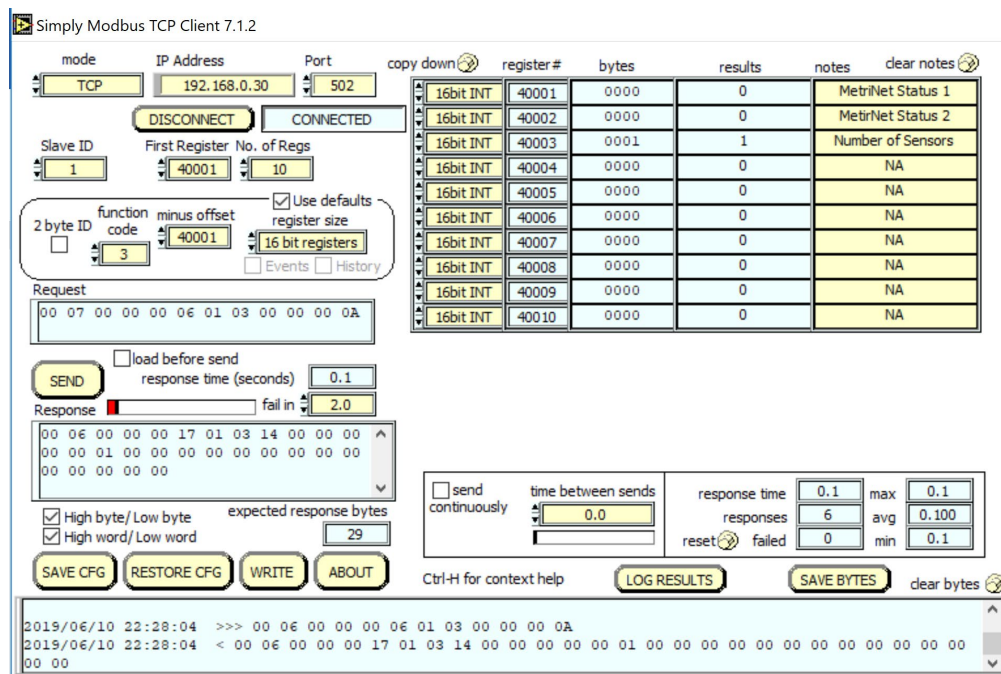 Simply Modbus TCP Client 7.1.2
mode IP Address Port
TCP 192.168.0.30 502
DISCONNECT CONNECTED
Slave ID First Register No. of Regs
1 40001 10
Use defaults
2 byte ID function code minus offset register size
3 40001 16 bit registers
Events History
Request
00 07 00 00 00 06 01 03 00 00 00 0A
load before send
SEND response time (seconds) 0.1
Response fail in 2.0
00 06 00 00 00 17 01 03 14 00 00 00
00 00 01 00 00 00 00 00 00 00 00 00
00 00 00 00 00
High byte/Low byte expected response bytes
High word/Low word 29
SAVE CFG RESTORE CFG WRITE ABOUT
copy down register # bytes results notes clear notes
16bit INT 40001 0000 0 MetriNet Status 1
16bit INT 40002 0000 0 MetirNet Status 2
16bit INT 40003 0001 1 Number of Sensors
16bit INT 40004 0000 0 NA
16bit INT 40005 0000 0 NA
16bit INT 40006 0000 0 NA
16bit INT 40007 0000 0 NA
16bit INT 40008 0000 0 NA
16bit INT 40009 0000 0 NA
16bit INT 40010 0000 0 NA
send continuously time between sends
0.0
response time 0.1 max 0.1
responses 6 avg 0.100
reset failed 0 min 0.1
Ctrl-H for context help LOG RESULTS SAVE BYTES clear bytes
2019/06/10 22:28:04 >>> 00 06 00 00 00 06 01 03 00 00 00 0A
2019/06/10 22:28:04 < 00 06 00 00 00 17 01 03 14 00 00 00 00 00 01 00 00 00 00 00 00 00 00 00 00 00 00
00 00